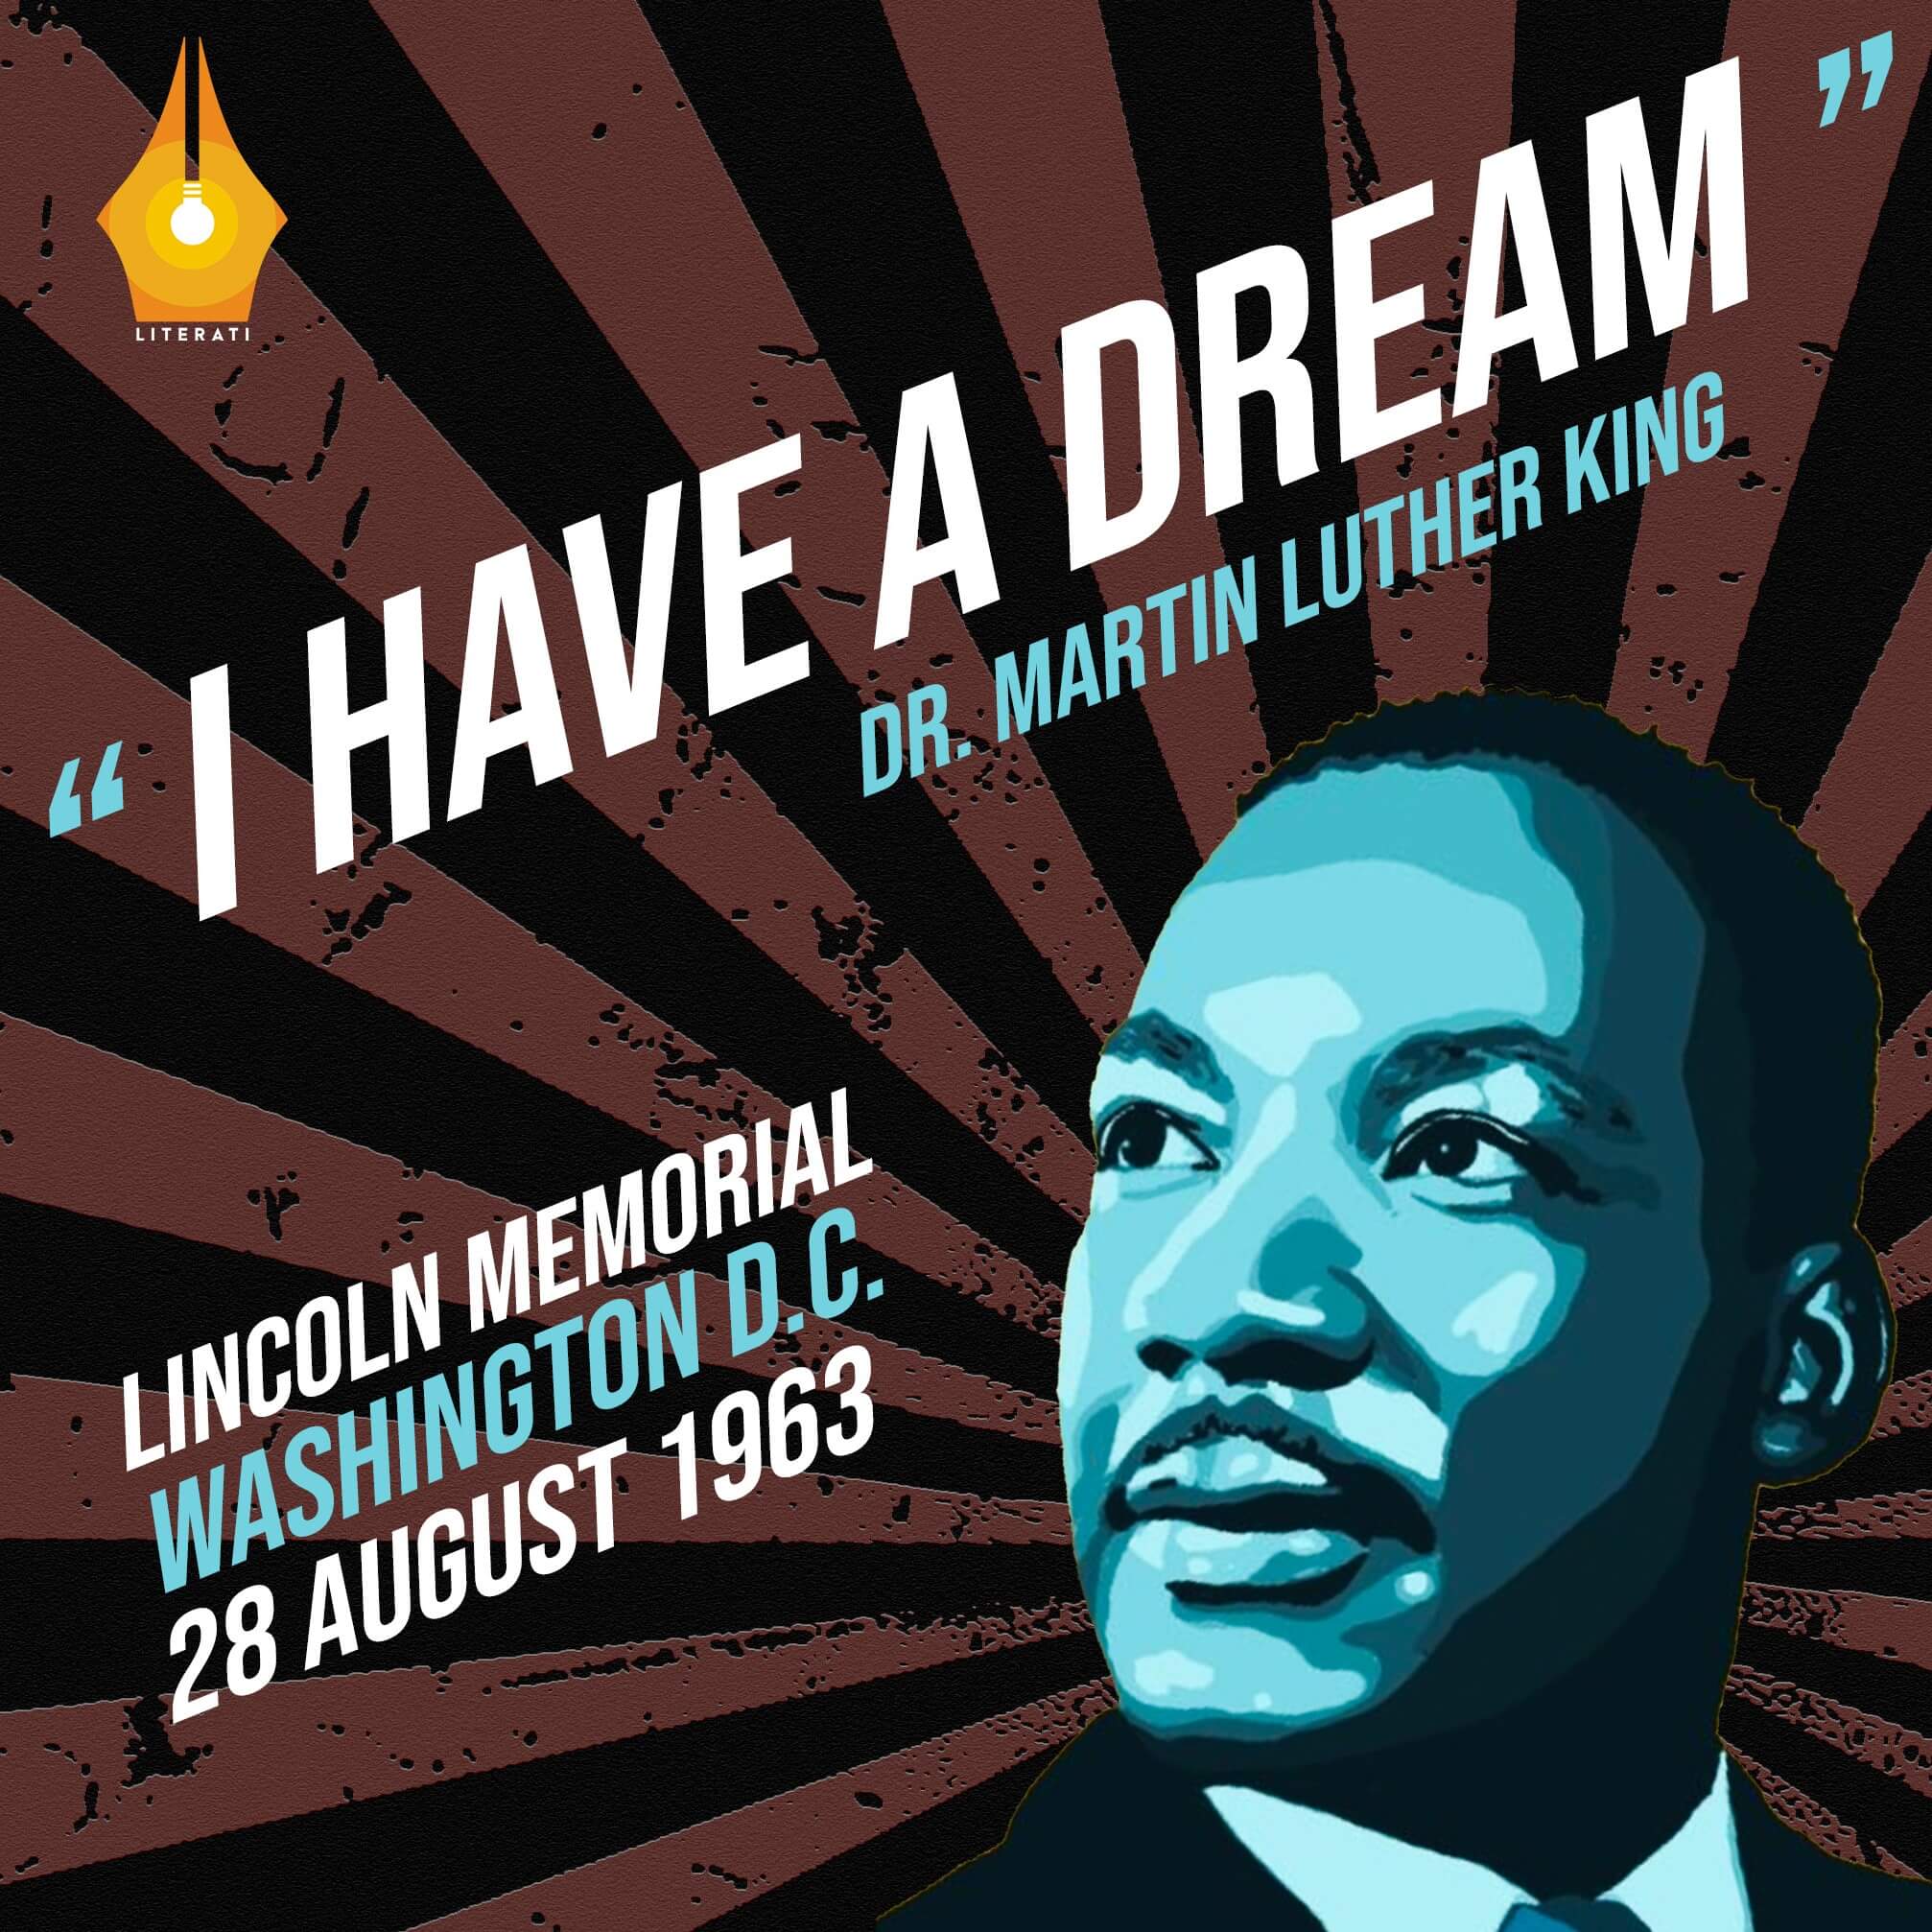 LITERATI
“ I HAVE A DREAM ”
DR. MARTIN LUTHER KING
LINCOLN MEMORIAL
WASHINGTON D.C.
28 AUGUST 1963